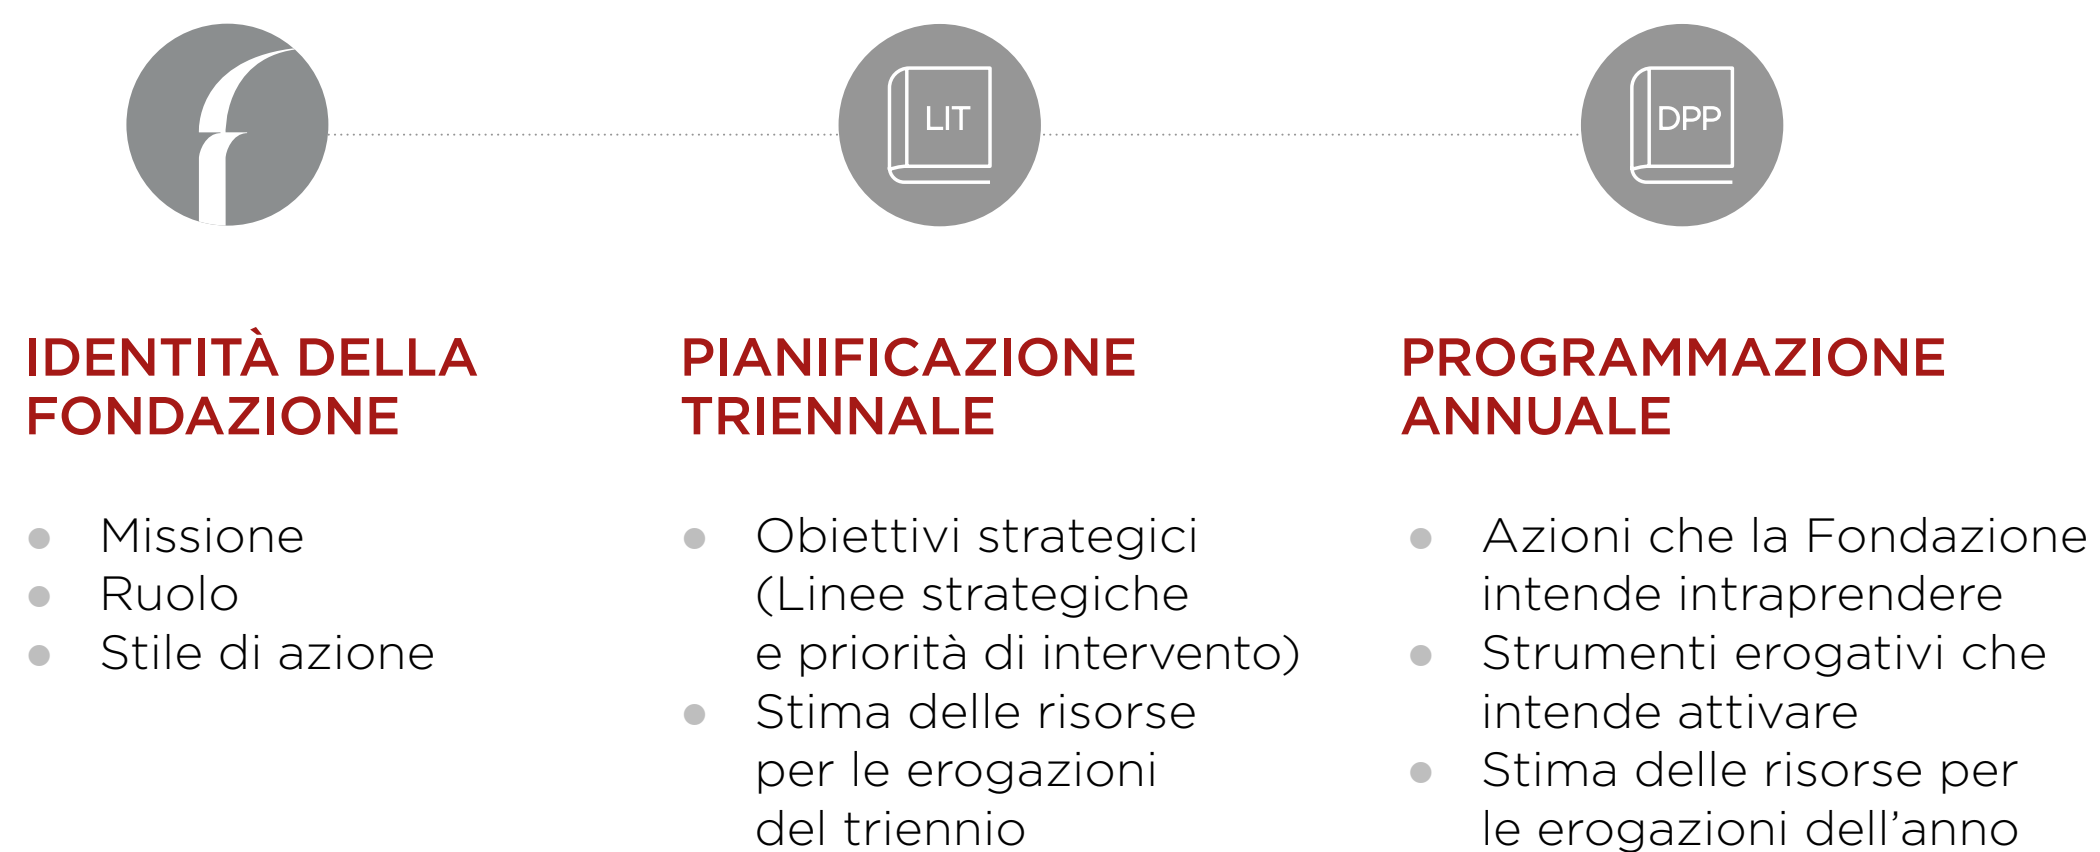 LIT
DPP
IDENTITÀ DELLA
FONDAZIONE
Missione
Ruolo
Stile di azione
PIANIFICAZIONE
TRIENNALE
Obiettivi strategici
(Linee strategiche
e priorità di intervento)
Stima delle risorse
per le erogazioni
del triennio
PROGRAMMAZIONE
ANNUALE
Azioni che la Fondazione
intende intraprendere
Strumenti erogativi che
intende attivare
Stima delle risorse per
le erogazioni dell’anno